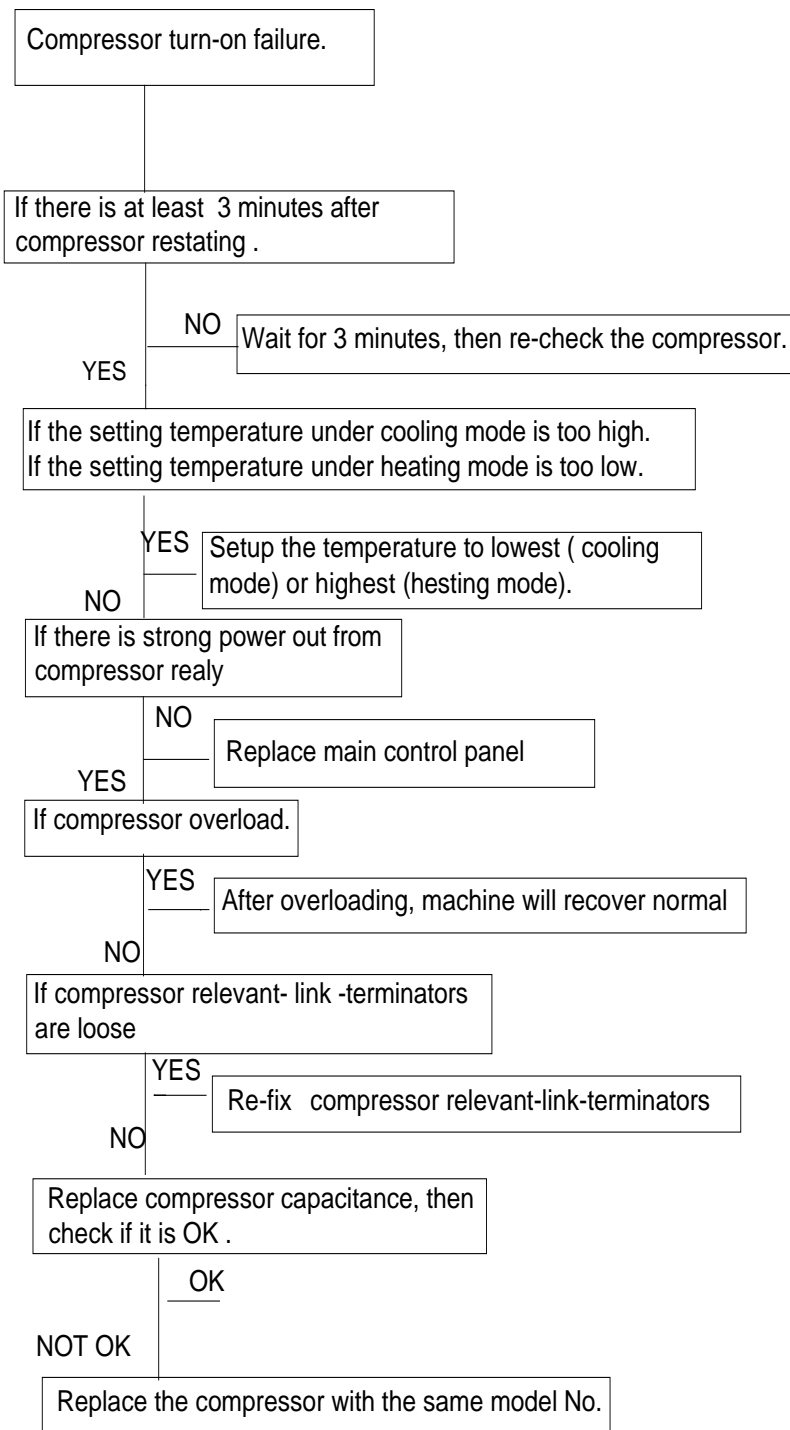 Compressor turn-on failure.
If there is at least 3 minutes after
compressor restating .
NO
Wait for 3 minutes, then re-check the compressor.
YES
If the setting temperature under cooling mode is too high.
If the setting temperature under heating mode is too low.
YES
Setup the temperature to lowest ( cooling
mode) or highest (hesting mode).
NO
If there is strong power out from
compressor realy
NO
Replace main control panel
YES
If compressor overload.
YES
After overloading, machine will recover normal
NO
If compressor relevant- link -terminators
are loose
YES
Re-fix compressor relevant-link-terminators
NO
Replace compressor capacitance, then
check if it is OK .
OK
NOT OK
Replace the compressor with the same model No.